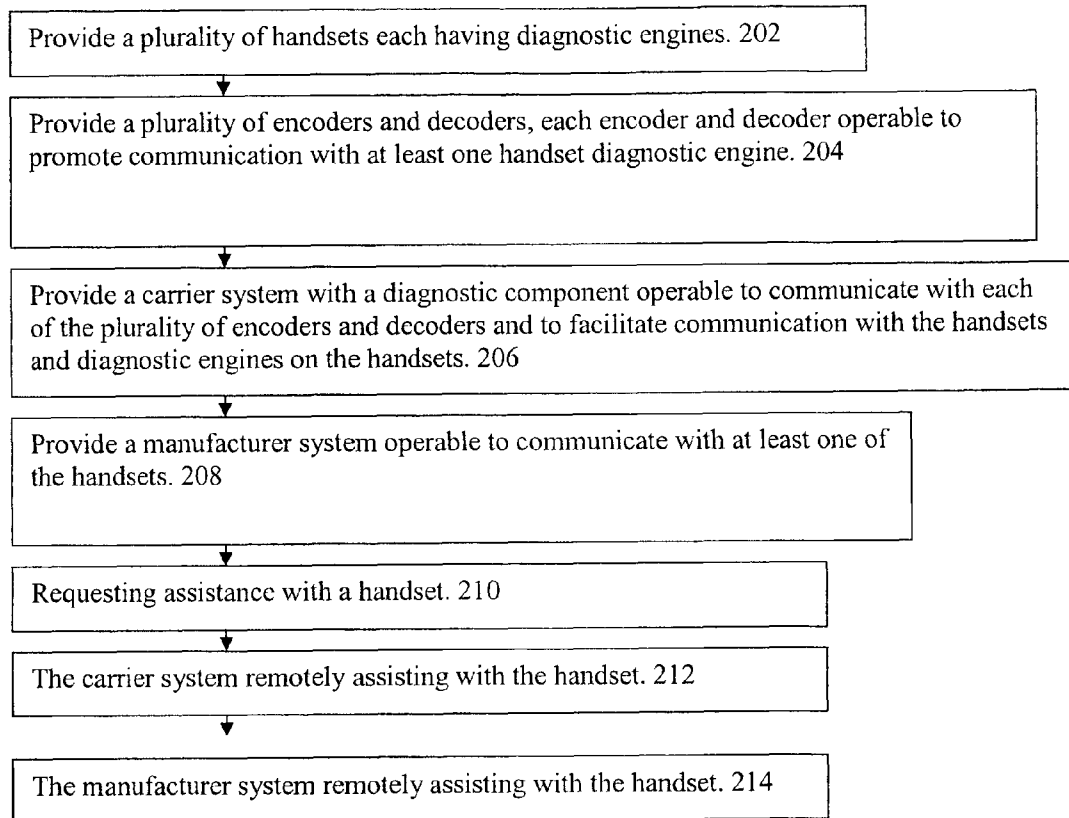 Provide a plurality of handsets each having diagnostic engines. 202
Provide a plurality of encoders and decoders, each encoder and decoder operable to
promote communication with at least one handset diagnostic engine. 204
Provide a carrier system with a diagnostic component operable to communicate with each
of the plurality of encoders and decoders and to facilitate communication with the handsets
and diagnostic engines on the handsets. 206
Provide a manufacturer system operable to communicate with at least one of
the handsets. 208
Requesting assistance with a handset. 210
The carrier system remotely assisting with the handset. 212
The manufacturer system remotely assisting with the handset. 214